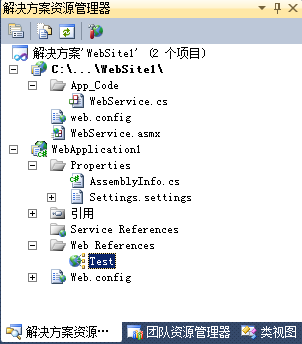 解决方案资源管理器
解决方案'WebSite1' (2 个项目)
C:\...\WebSite1\
App_Code
WebService.cs
web.config
WebService.asmx
WebApplication1
Properties
AssemblyInfo.cs
Settings.settings
引用
Service References
Web References
Test
Web.config
解决方案资源… 团队资源管理器 类视图